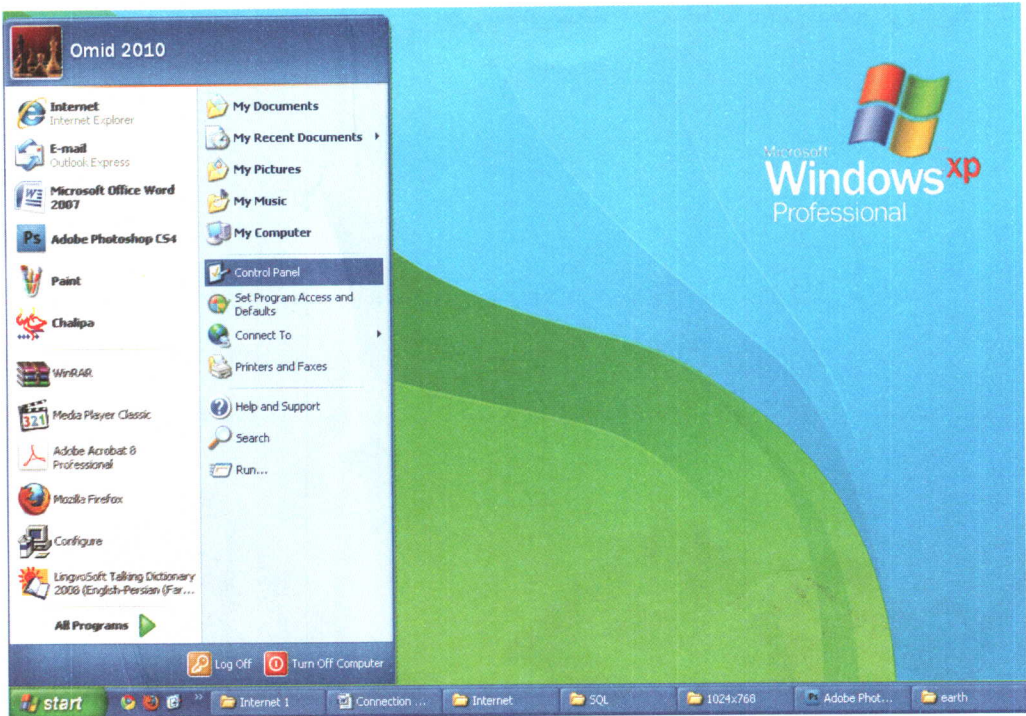 Omid 2010
Internet
Internet Explorer
E-mail
Outlook Express
Microsoft Office Word
2007
Adobe Photoshop CS4
Paint
Chalipa
WinRAR
Media Player Classic
Adobe Acrobat 8
Professional
Mozilla Firefox
Configure
LingvoSoft Talking Dictionary
2008 (English-Persian (Far...
All Programs
My Documents
My Recent Documents
My Pictures
My Music
My Computer
Control Panel
Set Program Access and
Defaults
Connect To
Printers and Faxes
Help and Support
Search
Run...
Log Off
Turn Off Computer
Microsoft
Windows xp
Professional
start
Internet 1
Connection ...
Internet
SQL
1024x768
Adobe Phot...
earth